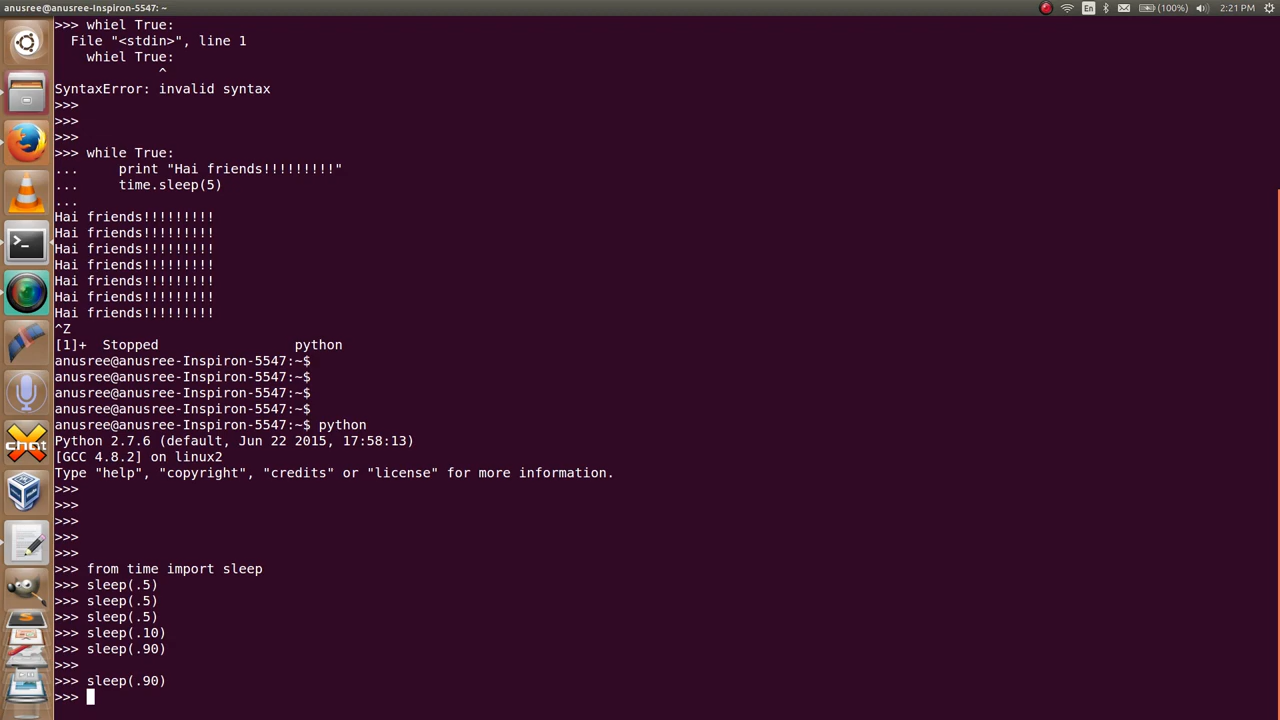 anusree@anusree-Inspiron-5547: ~
En
(100%)
2:21 PM
>>> whiel True:
  File "<stdin>", line 1
    whiel True:
             ^
SyntaxError: invalid syntax
>>>
>>>
>>>
>>> while True:
...     print "Hai friends!!!!!!!!!"
...     time.sleep(5)
...
Hai friends!!!!!!!!!
Hai friends!!!!!!!!!
Hai friends!!!!!!!!!
Hai friends!!!!!!!!!
Hai friends!!!!!!!!!
Hai friends!!!!!!!!!
Hai friends!!!!!!!!!
^Z
[1]+  Stopped                 python
anusree@anusree-Inspiron-5547:~$
anusree@anusree-Inspiron-5547:~$
anusree@anusree-Inspiron-5547:~$
anusree@anusree-Inspiron-5547:~$
anusree@anusree-Inspiron-5547:~$ python
Python 2.7.6 (default, Jun 22 2015, 17:58:13)
[GCC 4.8.2] on linux2
Type "help", "copyright", "credits" or "license" for more information.
>>>
>>>
>>>
>>>
>>>
>>> from time import sleep
>>> sleep(.5)
>>> sleep(.5)
>>> sleep(.5)
>>> sleep(.10)
>>> sleep(.90)
>>>
>>> sleep(.90)
>>>
chat